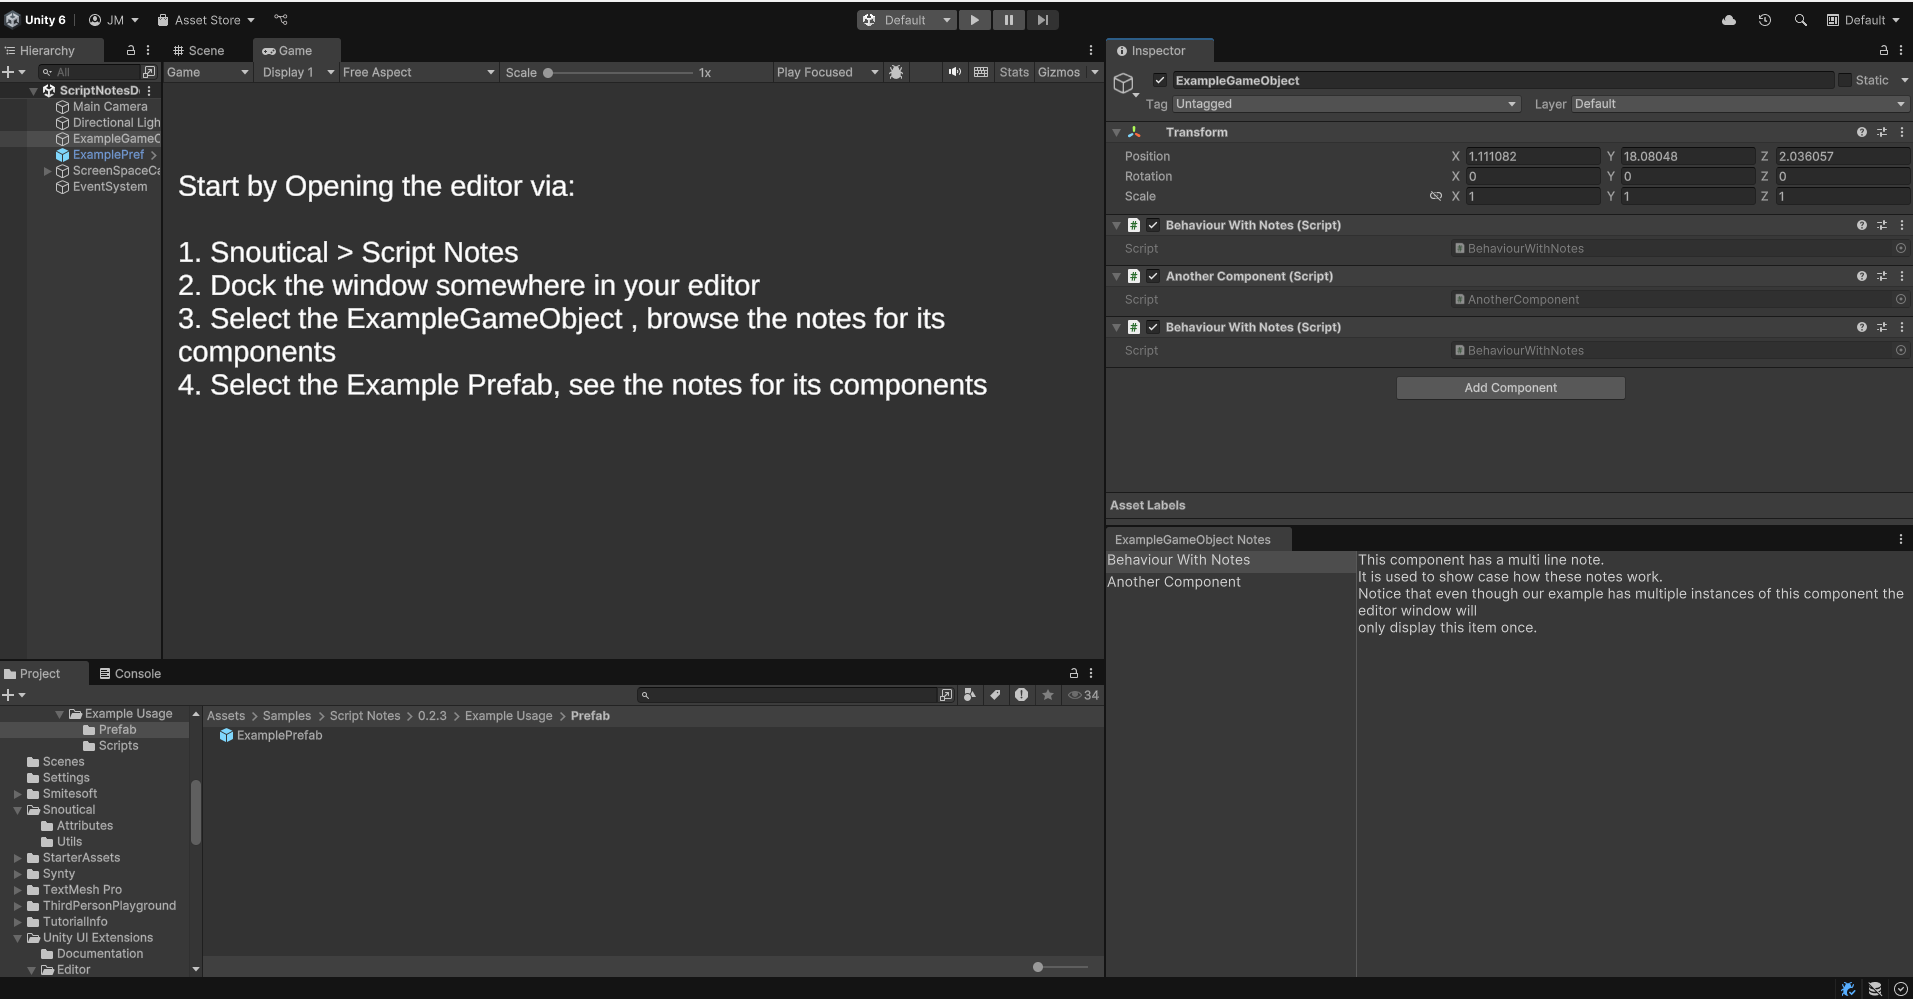 Unity 6 JM Asset Store Default Default
Hierarchy Scene Game Inspector
All Game Display 1 Free Aspect Scale 1x Play Focused Stats Gizmos
ScriptNotesD
Main Camera
Directional Ligh
ExampleGameO
ExamplePref
ScreenSpaceCa
EventSystem
Start by Opening the editor via:
1. Snoutical > Script Notes
2. Dock the window somewhere in your editor
3. Select the ExampleGameObject , browse the notes for its
components
4. Select the Example Prefab, see the notes for its components
ExampleGameObject Static
Tag Untagged Layer Default
Transform
Position X 1.111082 Y 18.08048 Z 2.036057
Rotation X 0 Y 0 Z 0
Scale X 1 Y 1 Z 1
# Behaviour With Notes (Script)
Script BehaviourWithNotes
# Another Component (Script)
Script AnotherComponent
# Behaviour With Notes (Script)
Script BehaviourWithNotes
Add Component
Asset Labels
ExampleGameObject Notes
Behaviour With Notes
Another Component
This component has a multi line note.
It is used to show case how these notes work.
Notice that even though our example has multiple instances of this component the
editor window will
only display this item once.
Project Console
34
Example Usage
Prefab
Scripts
Scenes
Settings
Smitesoft
Snoutical
Attributes
Utils
StarterAssets
Synty
TextMesh Pro
ThirdPersonPlayground
TutorialInfo
Unity UI Extensions
Documentation
Editor
Assets > Samples > Script Notes > 0.2.3 > Example Usage > Prefab
ExamplePrefab